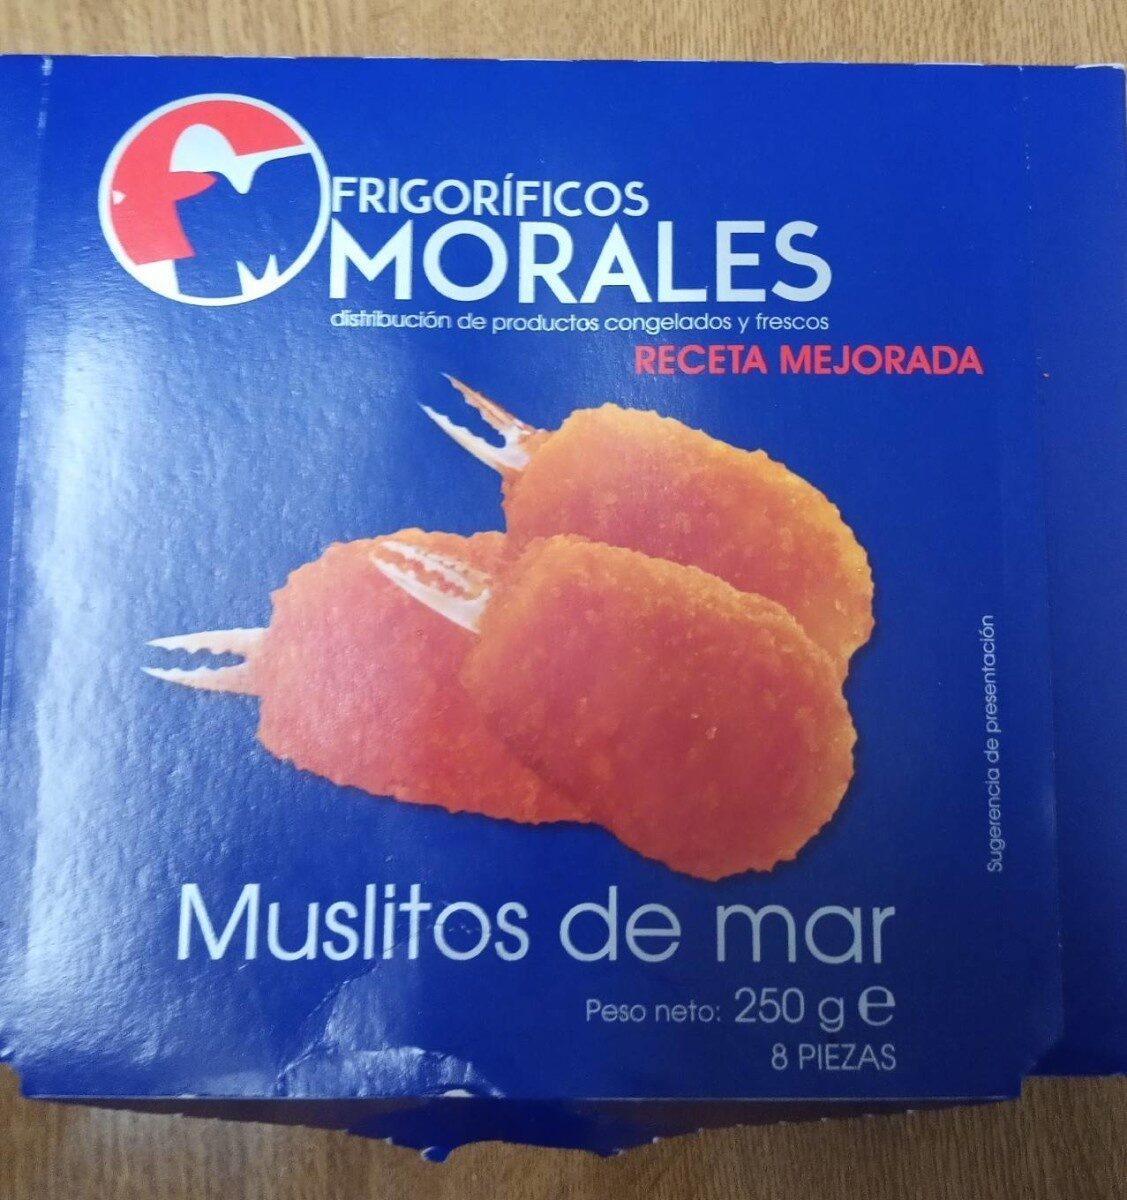 FRIGORÍFICOS
MORALES
distribución de productos congelados y frescos
RECETA MEJORADA
Sugerencia de presentación
Muslitos de mar
Peso neto: 250 g e
8 PIEZAS